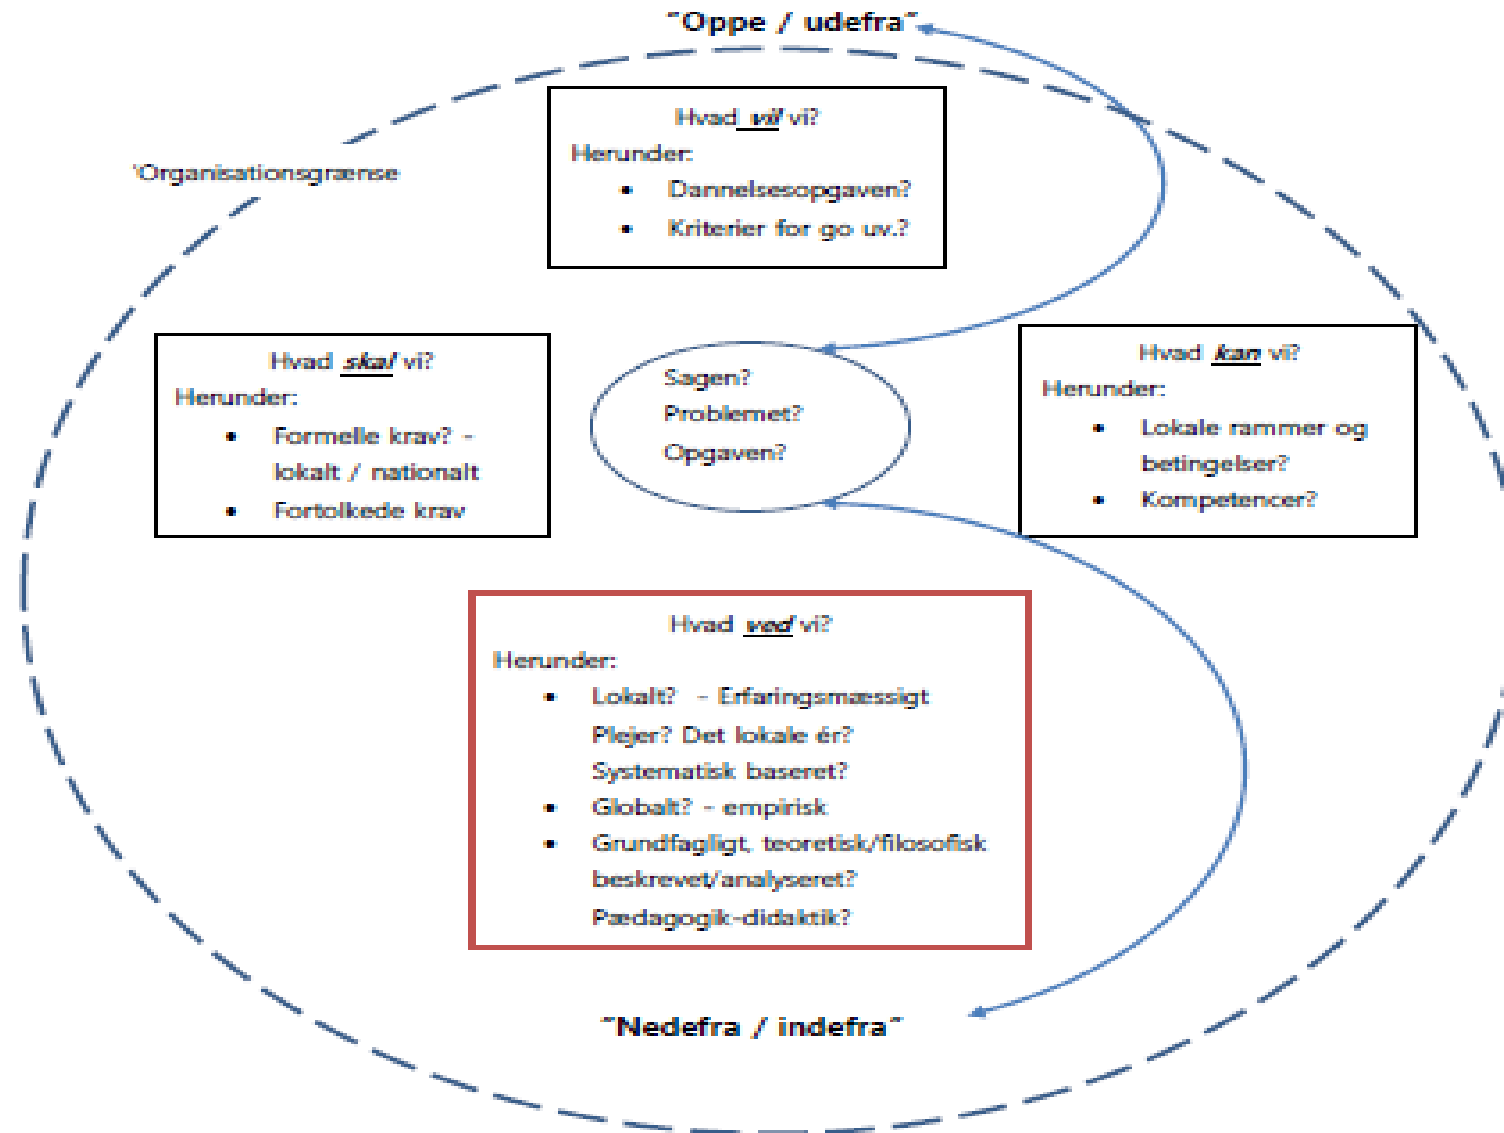 "Oppe / udefra"
Hvad vil vi?
Herunder:
• Dannelsesopgaven?
• Kriterier for go uv.?
'Organisationsgrænse
Hvad skal vi?
Herunder:
• Formelle krav? -
lokalt / nationalt
• Fortolkede krav
Sagen?
Problemet?
Opgaven?
Hvad kan vi?
Herunder:
• Lokale rammer og
betingelser?
• Kompetencer?
Hvad ved vi?
Herunder:
• Lokalt? - Erfaringsmæssigt
Plejer? Det lokale ér?
Systematisk baseret?
• Globalt? - empirisk
• Grundfagligt, teoretisk/filosofisk
beskrevet/analyseret?
Pædagogik-didaktik?
"Nedefra / indefra"